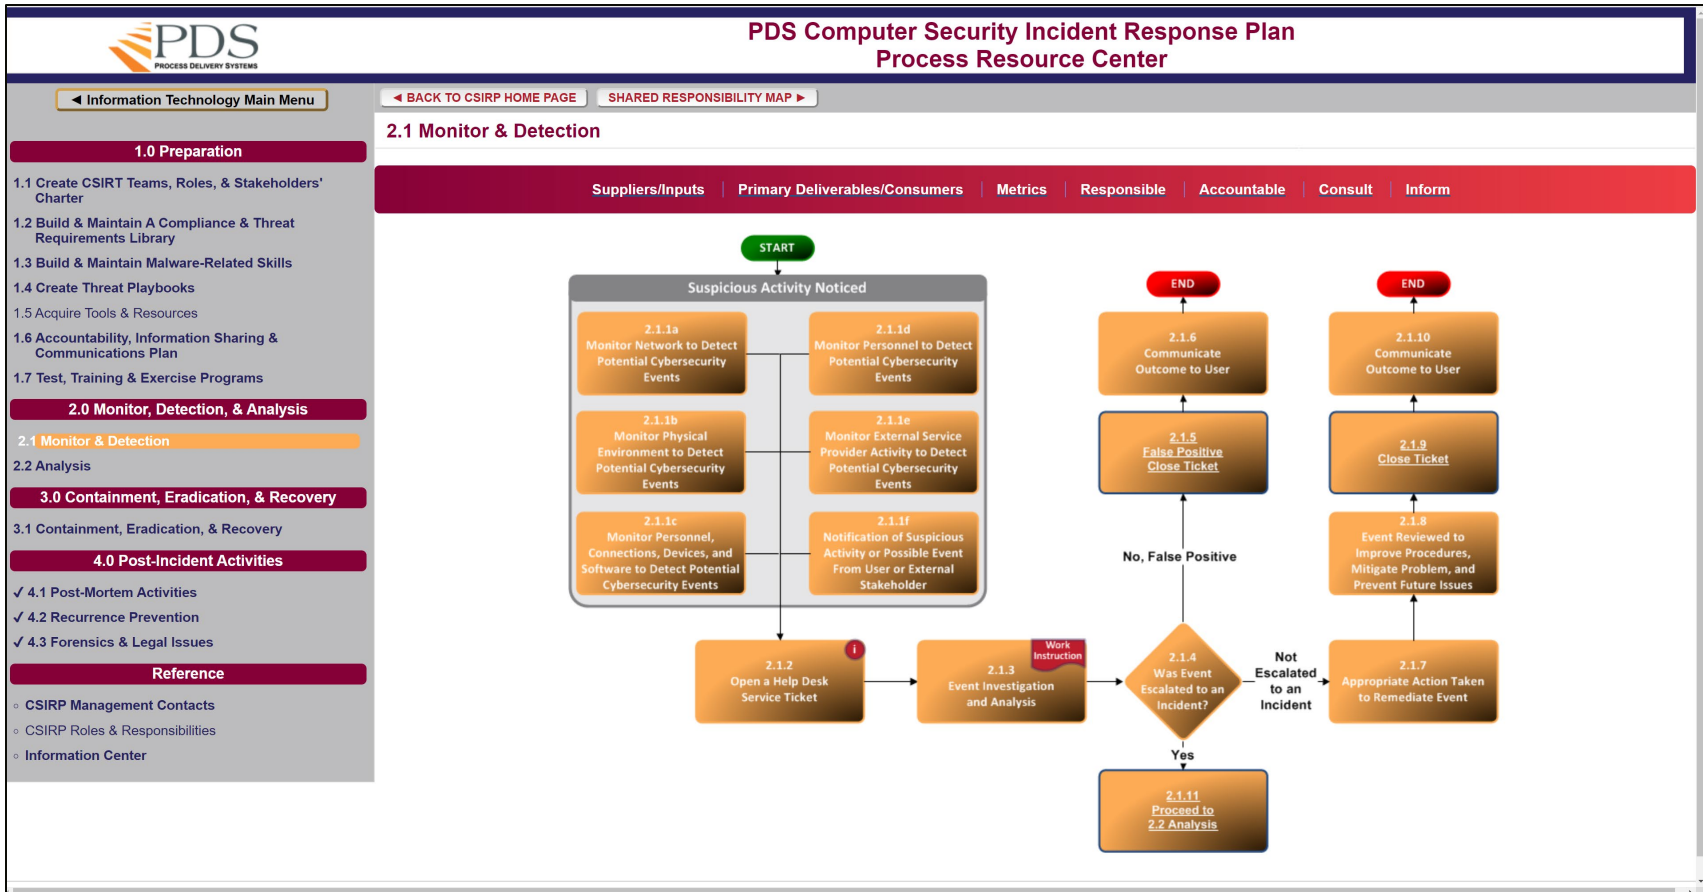 PDS
PROCESS DELIVERY SYSTEMS
PDS Computer Security Incident Response Plan
Process Resource Center
◄ Information Technology Main Menu
◄ BACK TO CSIRP HOME PAGE
SHARED RESPONSIBILITY MAP ►
1.0 Preparation
1.1 Create CSIRT Teams, Roles, & Stakeholders'
Charter
1.2 Build & Maintain A Compliance & Threat
Requirements Library
1.3 Build & Maintain Malware-Related Skills
1.4 Create Threat Playbooks
1.5 Acquire Tools & Resources
1.6 Accountability, Information Sharing &
Communications Plan
1.7 Test, Training & Exercise Programs
2.0 Monitor, Detection, & Analysis
2.1 Monitor & Detection
2.2 Analysis
3.0 Containment, Eradication, & Recovery
3.1 Containment, Eradication, & Recovery
4.0 Post-Incident Activities
✓ 4.1 Post-Mortem Activities
✓ 4.2 Recurrence Prevention
✓ 4.3 Forensics & Legal Issues
Reference
CSIRP Management Contacts
CSIRP Roles & Responsibilities
Information Center
2.1 Monitor & Detection
Suppliers/Inputs
Primary Deliverables/Consumers
Metrics
Responsible
Accountable
Consult
Inform
START
Suspicious Activity Noticed
2.1.1a
Monitor Network to Detect
Potential Cybersecurity
Events
2.1.1d
Monitor Personnel to Detect
Potential Cybersecurity
Events
2.1.1b
Monitor Physical
Environment to Detect
Potential Cybersecurity
Events
2.1.1e
Monitor External Service
Provider Activity to Detect
Potential Cybersecurity
Events
2.1.1c
Monitor Personnel,
Connections, Devices, and
Software to Detect Potential
Cybersecurity Events
2.1.1f
Notification of Suspicious
Activity or Possible Event
From User or External
Stakeholder
2.1.2
Open a Help Desk
Service Ticket
i
2.1.3
Event Investigation
and Analysis
Work
Instruction
2.1.4
Was Event
Escalated to an
Incident?
No, False Positive
2.1.5
False Positive
Close Ticket
2.1.6
Communicate
Outcome to User
END
Not
Escalated
to an
Incident
2.1.7
Appropriate Action Taken
to Remediate Event
2.1.8
Event Reviewed to
Improve Procedures,
Mitigate Problem, and
Prevent Future Issues
2.1.9
Close Ticket
2.1.10
Communicate
Outcome to User
END
Yes
2.1.11
Proceed to
2.2 Analysis